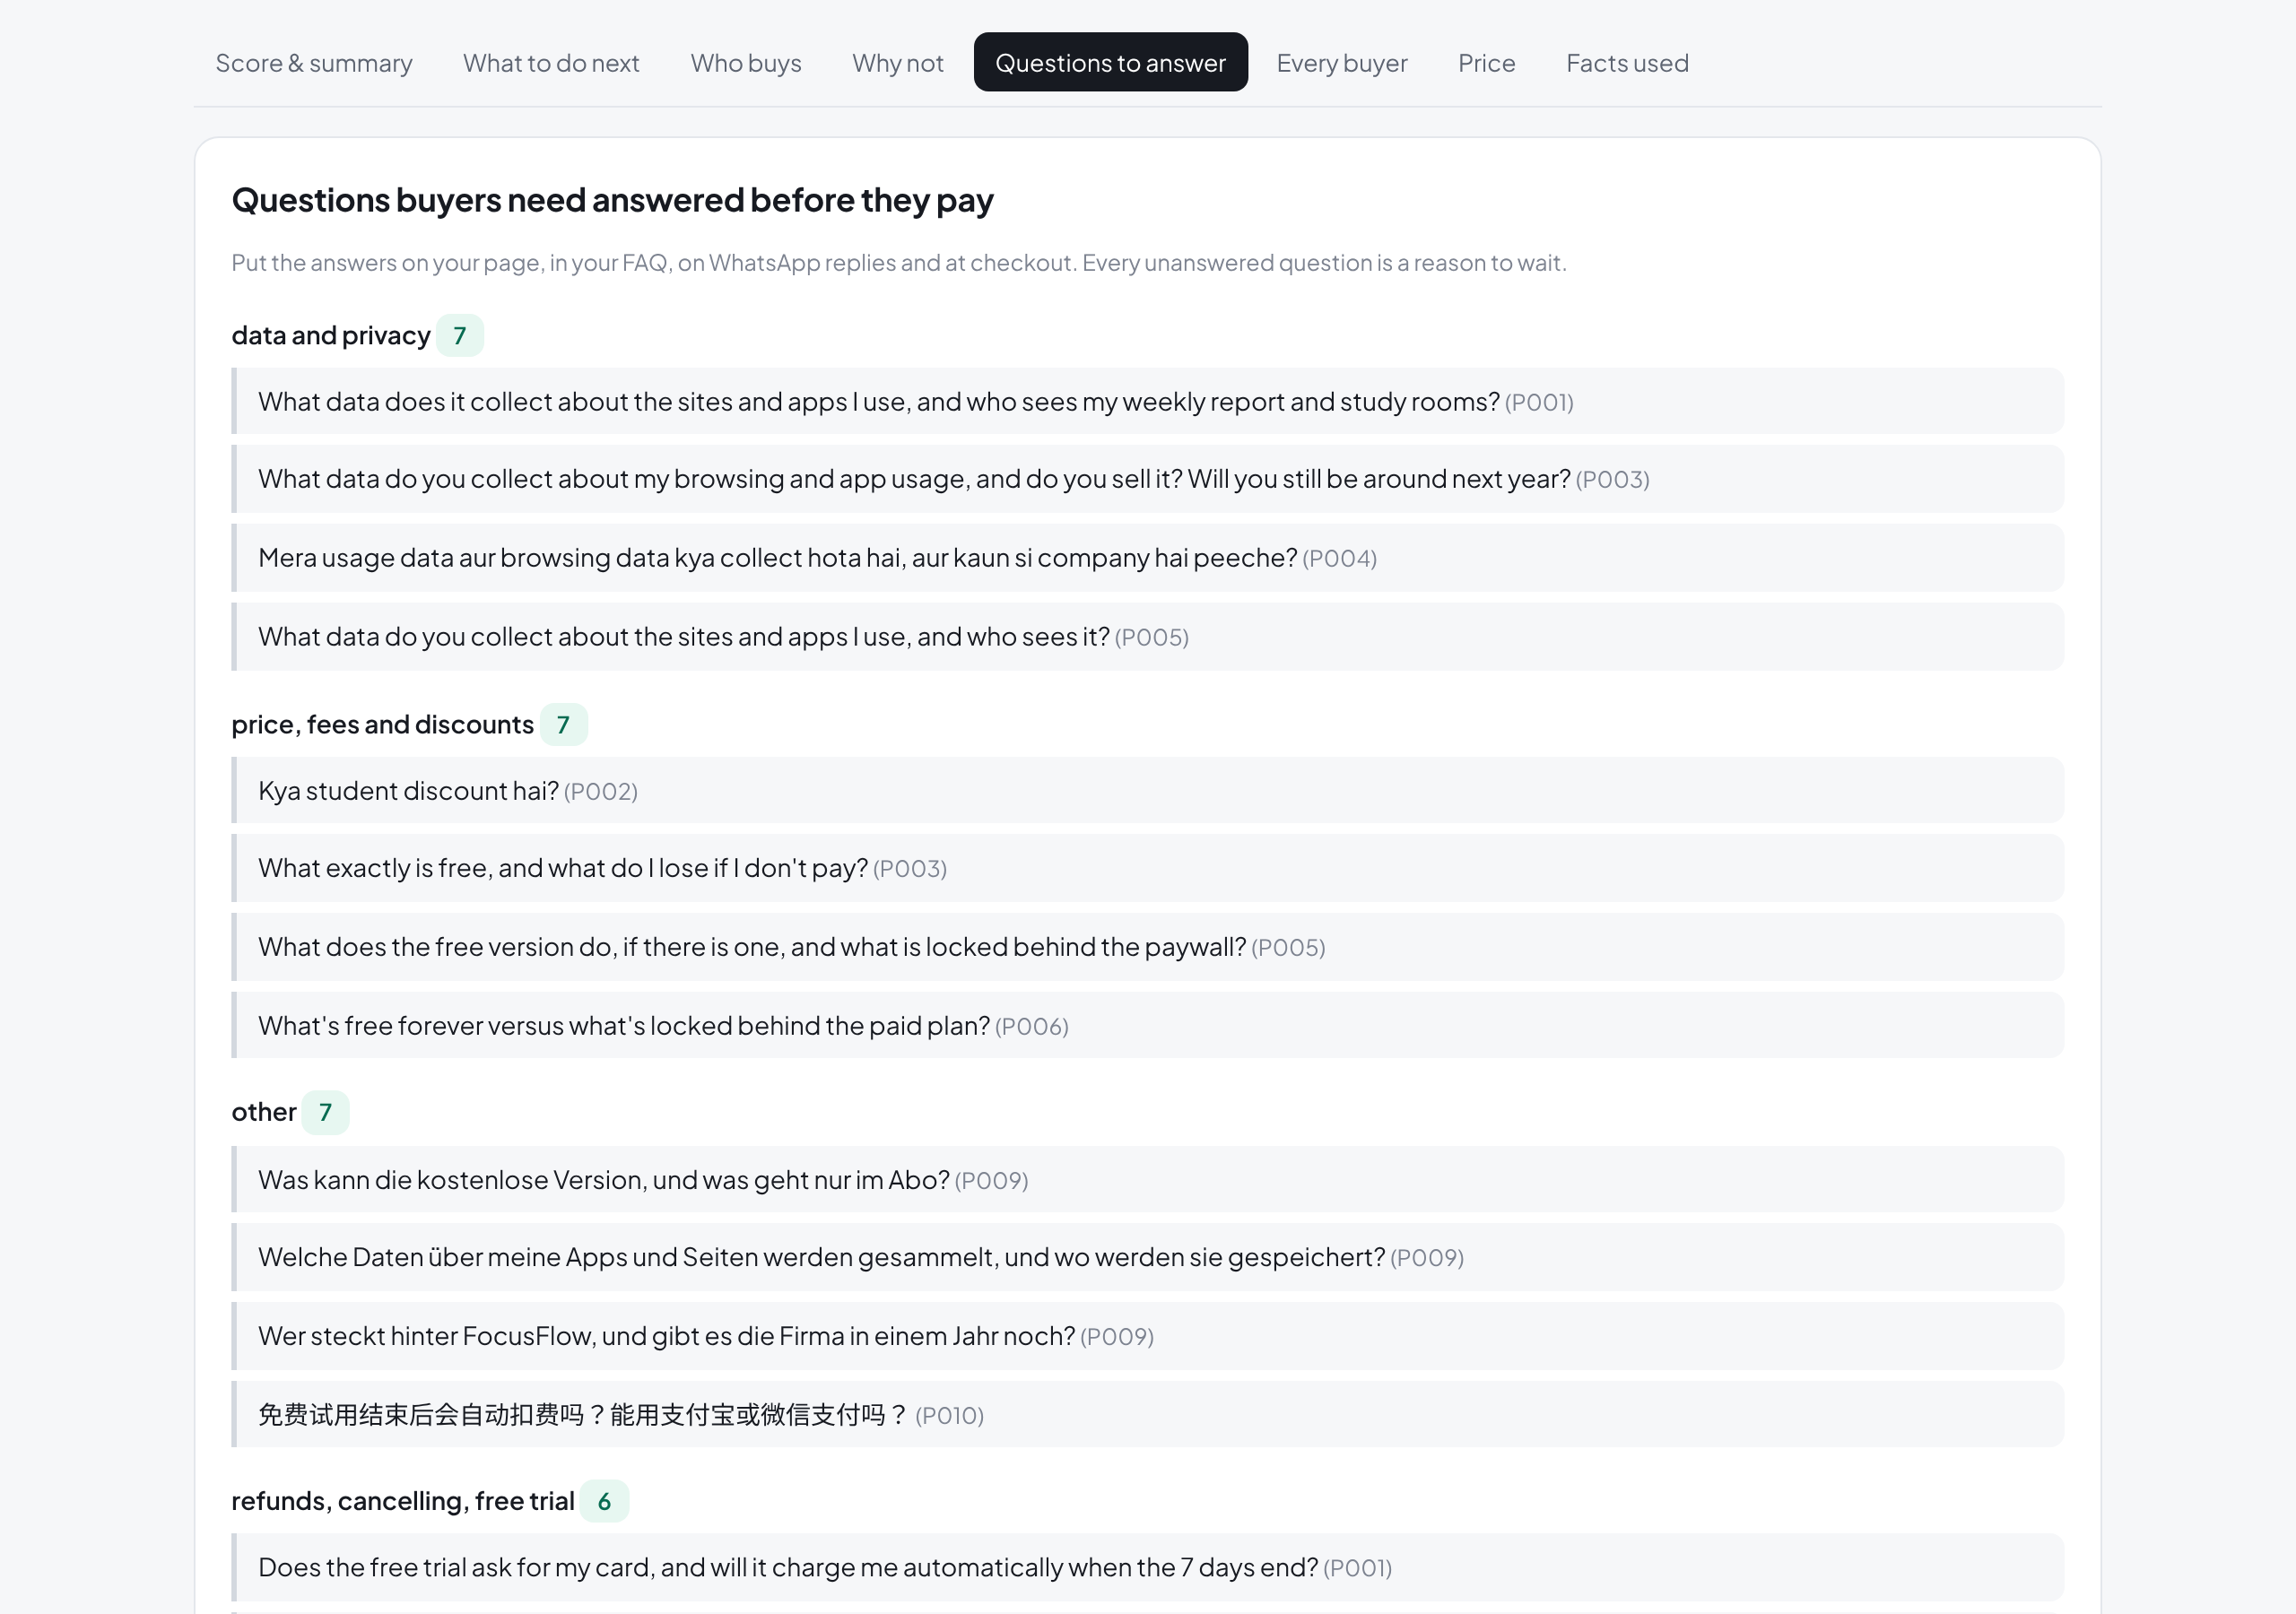 Score & summary What to do next Who buys Why not Questions to answer Every buyer Price Facts used
Questions buyers need answered before they pay
Put the answers on your page, in your FAQ, on WhatsApp replies and at checkout. Every unanswered question is a reason to wait.
data and privacy 7
What data does it collect about the sites and apps I use, and who sees my weekly report and study rooms? (P001)
What data do you collect about my browsing and app usage, and do you sell it? Will you still be around next year? (P003)
Mera usage data aur browsing data kya collect hota hai, aur kaun si company hai peeche? (P004)
What data do you collect about the sites and apps I use, and who sees it? (P005)
price, fees and discounts 7
Kya student discount hai? (P002)
What exactly is free, and what do I lose if I don't pay? (P003)
What does the free version do, if there is one, and what is locked behind the paywall? (P005)
What's free forever versus what's locked behind the paid plan? (P006)
other 7
Was kann die kostenlose Version, und was geht nur im Abo? (P009)
Welche Daten über meine Apps und Seiten werden gesammelt, und wo werden sie gespeichert? (P009)
Wer steckt hinter FocusFlow, und gibt es die Firma in einem Jahr noch? (P009)
免费试用结束后会自动扣费吗？能用支付宝或微信支付吗？ (P010)
refunds, cancelling, free trial 6
Does the free trial ask for my card, and will it charge me automatically when the 7 days end? (P001)